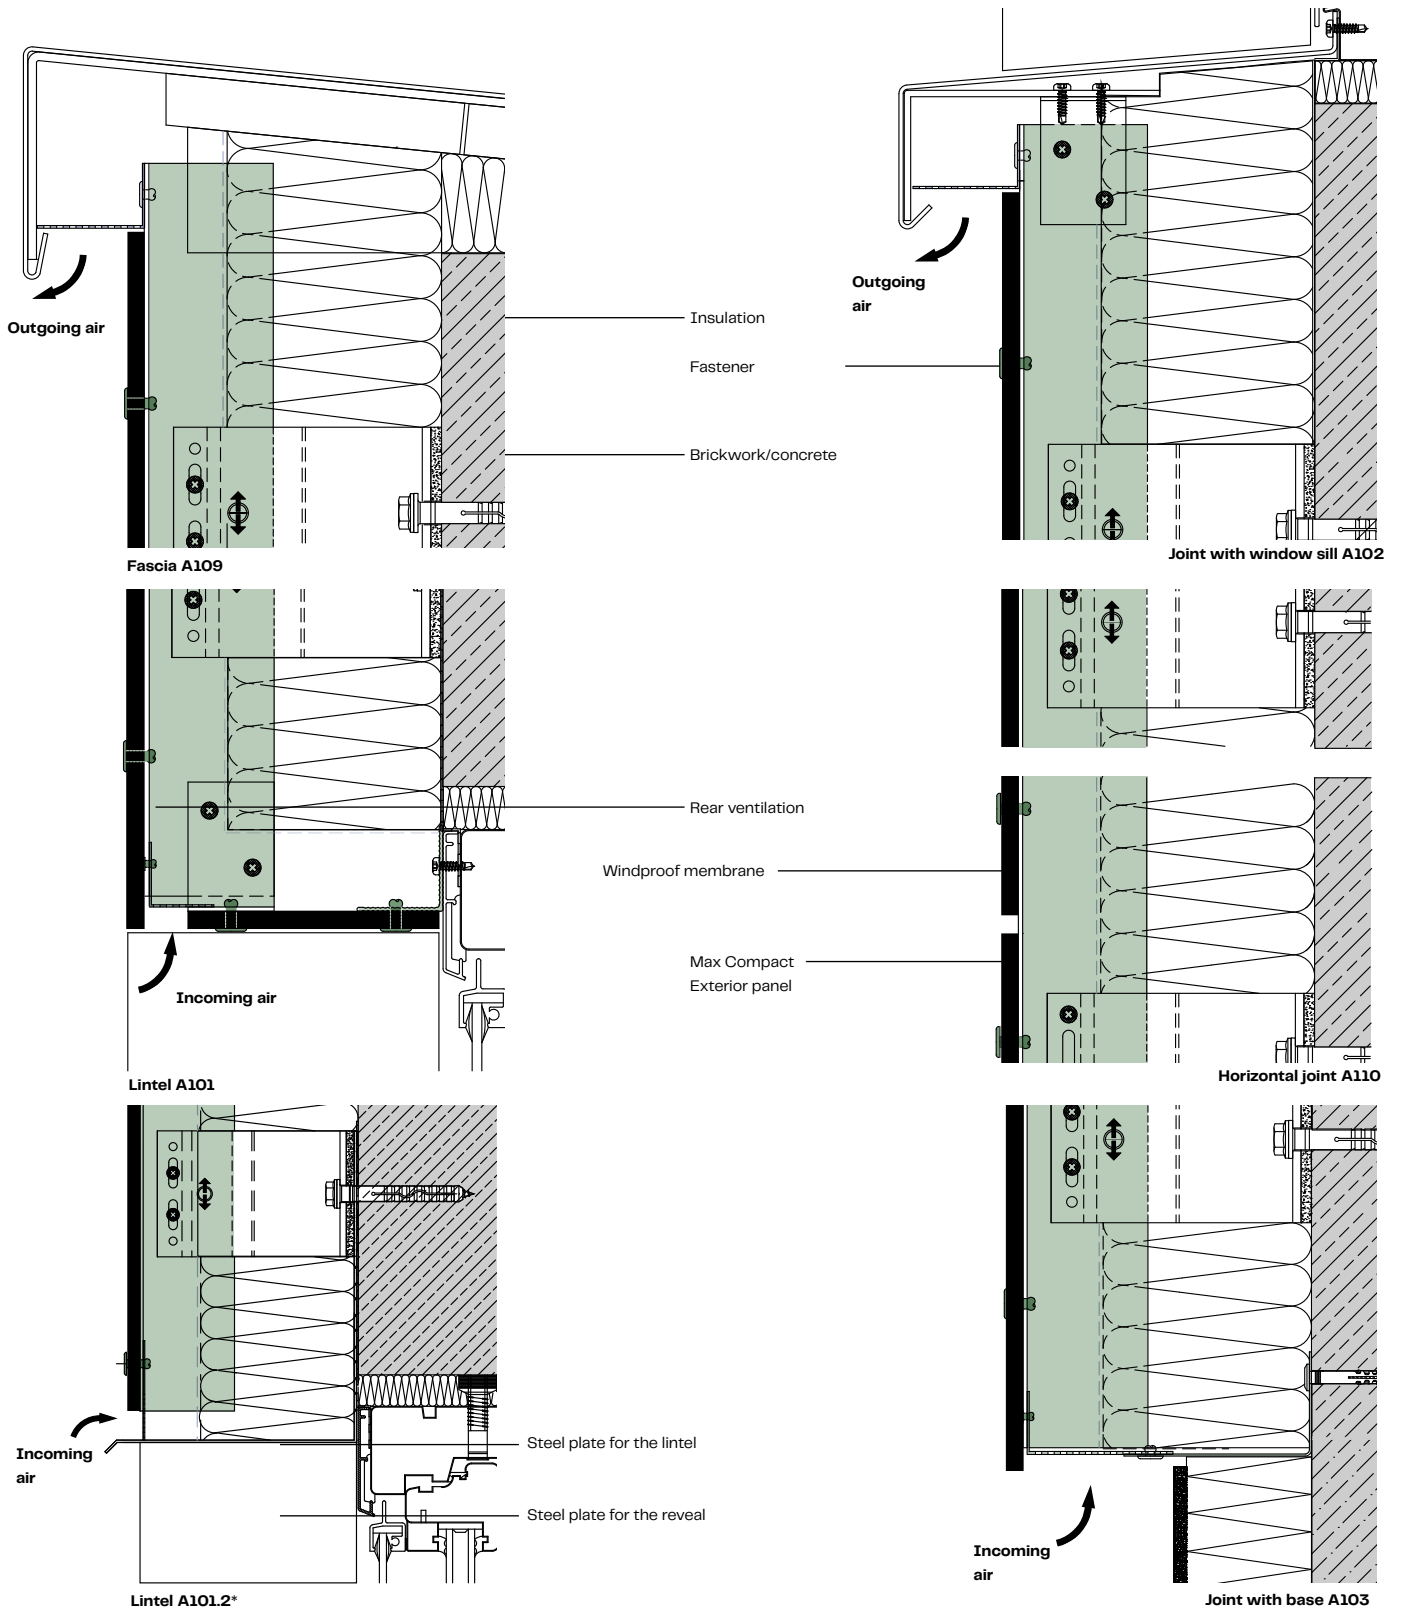 Outgoing air
Insulation
Fastener
Brickwork/concrete
Fascia A109
Outgoing
air
Joint with window sill A102
Rear ventilation
Windproof membrane
Max Compact
Exterior panel
Incoming air
Lintel A101
Horizontal joint A110
Incoming
air
Steel plate for the lintel
Steel plate for the reveal
Lintel A101.2*
Incoming
air
Joint with base A103